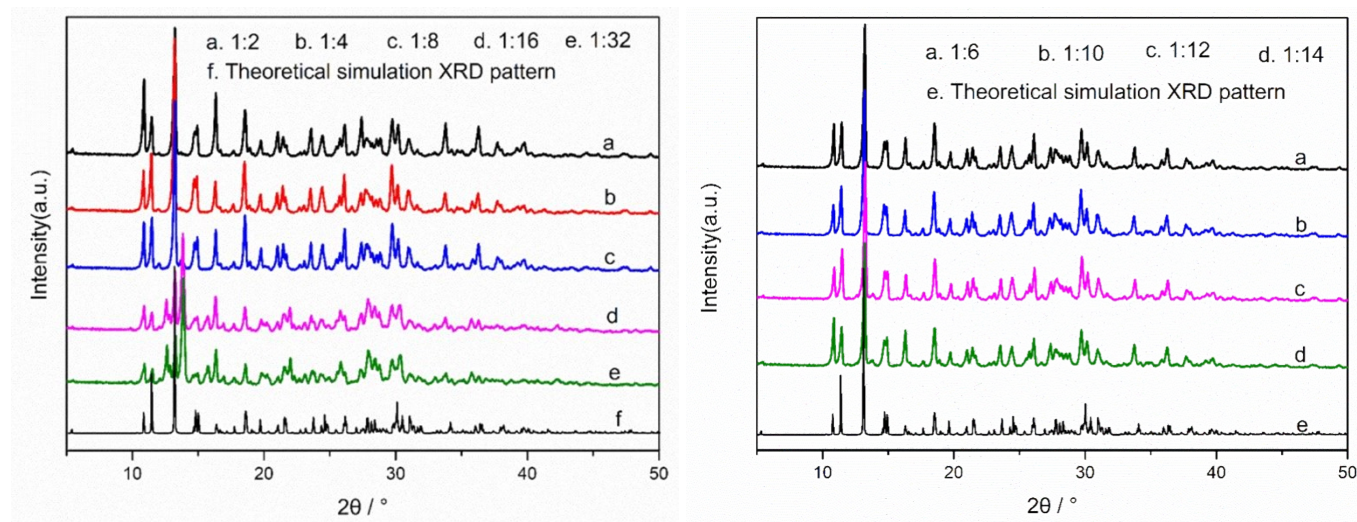 a. 1:2 b. 1:4 c. 1:8 d. 1:16 e. 1:32
f. Theoretical simulation XRD pattern
a
b
c
d
e
f
Intensity(a.u.)
10 20 30 40 50
2θ / °
a. 1:6 b. 1:10 c. 1:12 d. 1:14
e. Theoretical simulation XRD pattern
a
b
c
d
e
Intensity(a.u.)
10 20 30 40 50
2θ / °